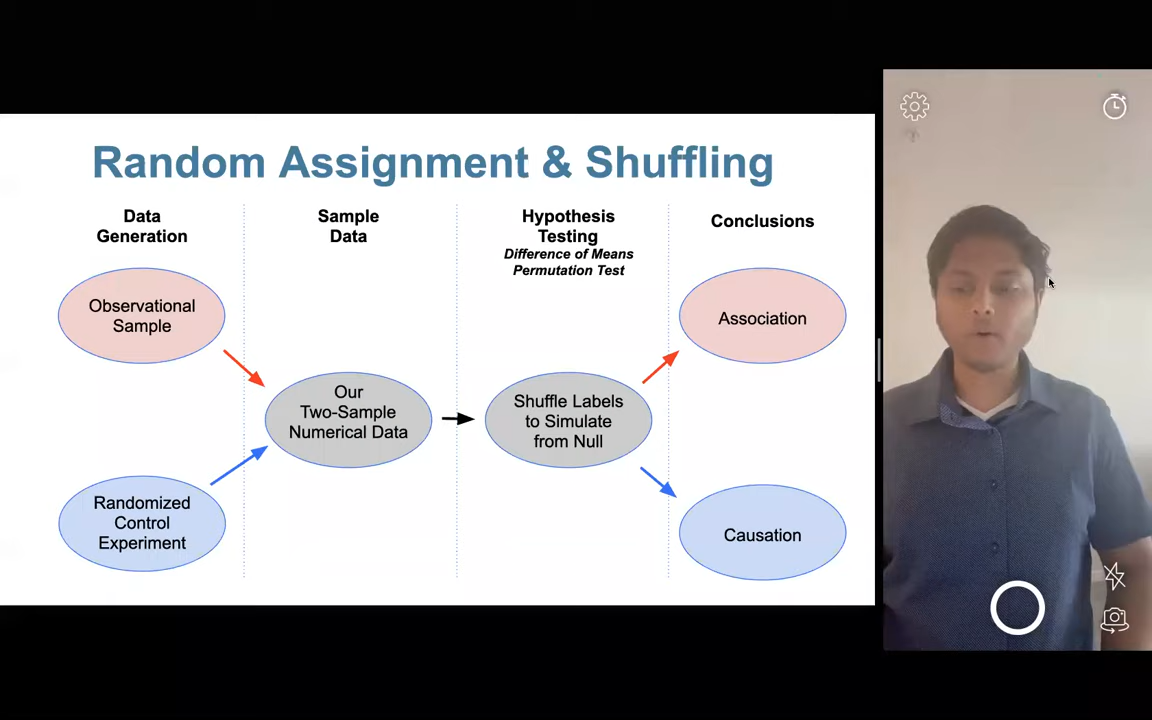 Random Assignment & Shuffling
Data
Generation
Sample
Data
Hypothesis
Testing
Difference of Means
Permutation Test
Conclusions
Observational
Sample
Association
Our
Two-Sample
Numerical Data
Shuffle Labels
to Simulate
from Null
Randomized
Control
Experiment
Causation